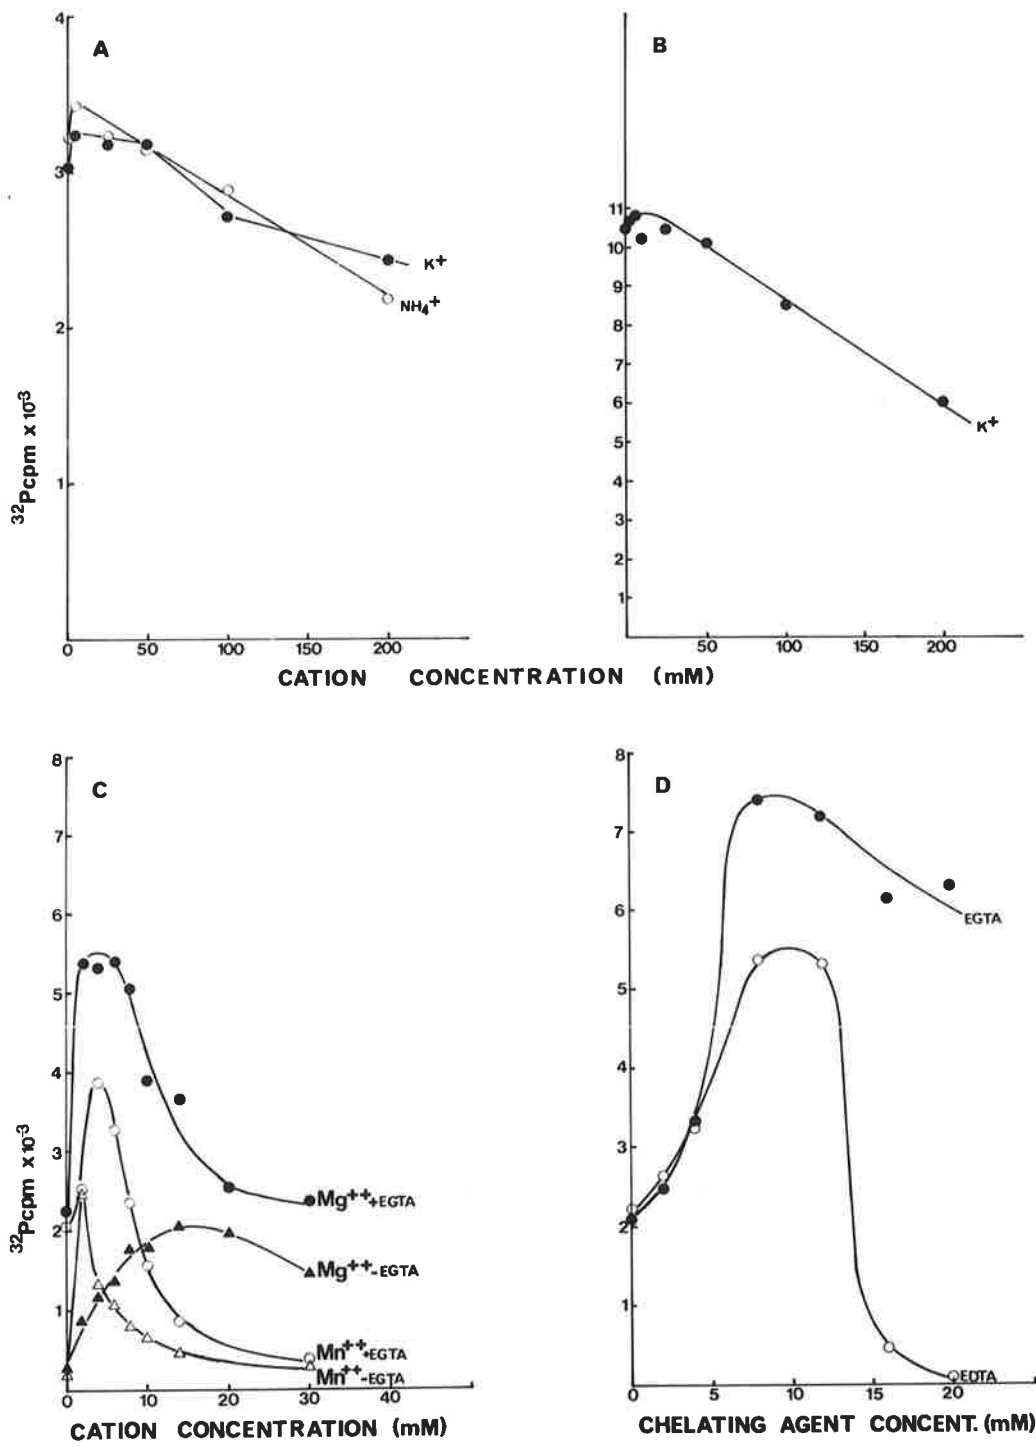 A
4
3
2
1
0
50
100
150
200
K+
NH4+
32Pcpm x 10-3
B
11
10
9
8
7
6
5
4
3
2
1
50
100
150
200
K+
CATION CONCENTRATION (mM)
C
8
7
6
5
4
3
2
1
0
10
20
30
40
Mg++ +EGTA
Mg++ -EGTA
Mn++ +EGTA
Mn++ -EGTA
32Pcpm x10-3
CATION CONCENTRATION (mM)
D
8
7
6
5
4
3
2
1
0
5
10
15
20
EGTA
EDTA
CHELATING AGENT CONCENT. (mM)